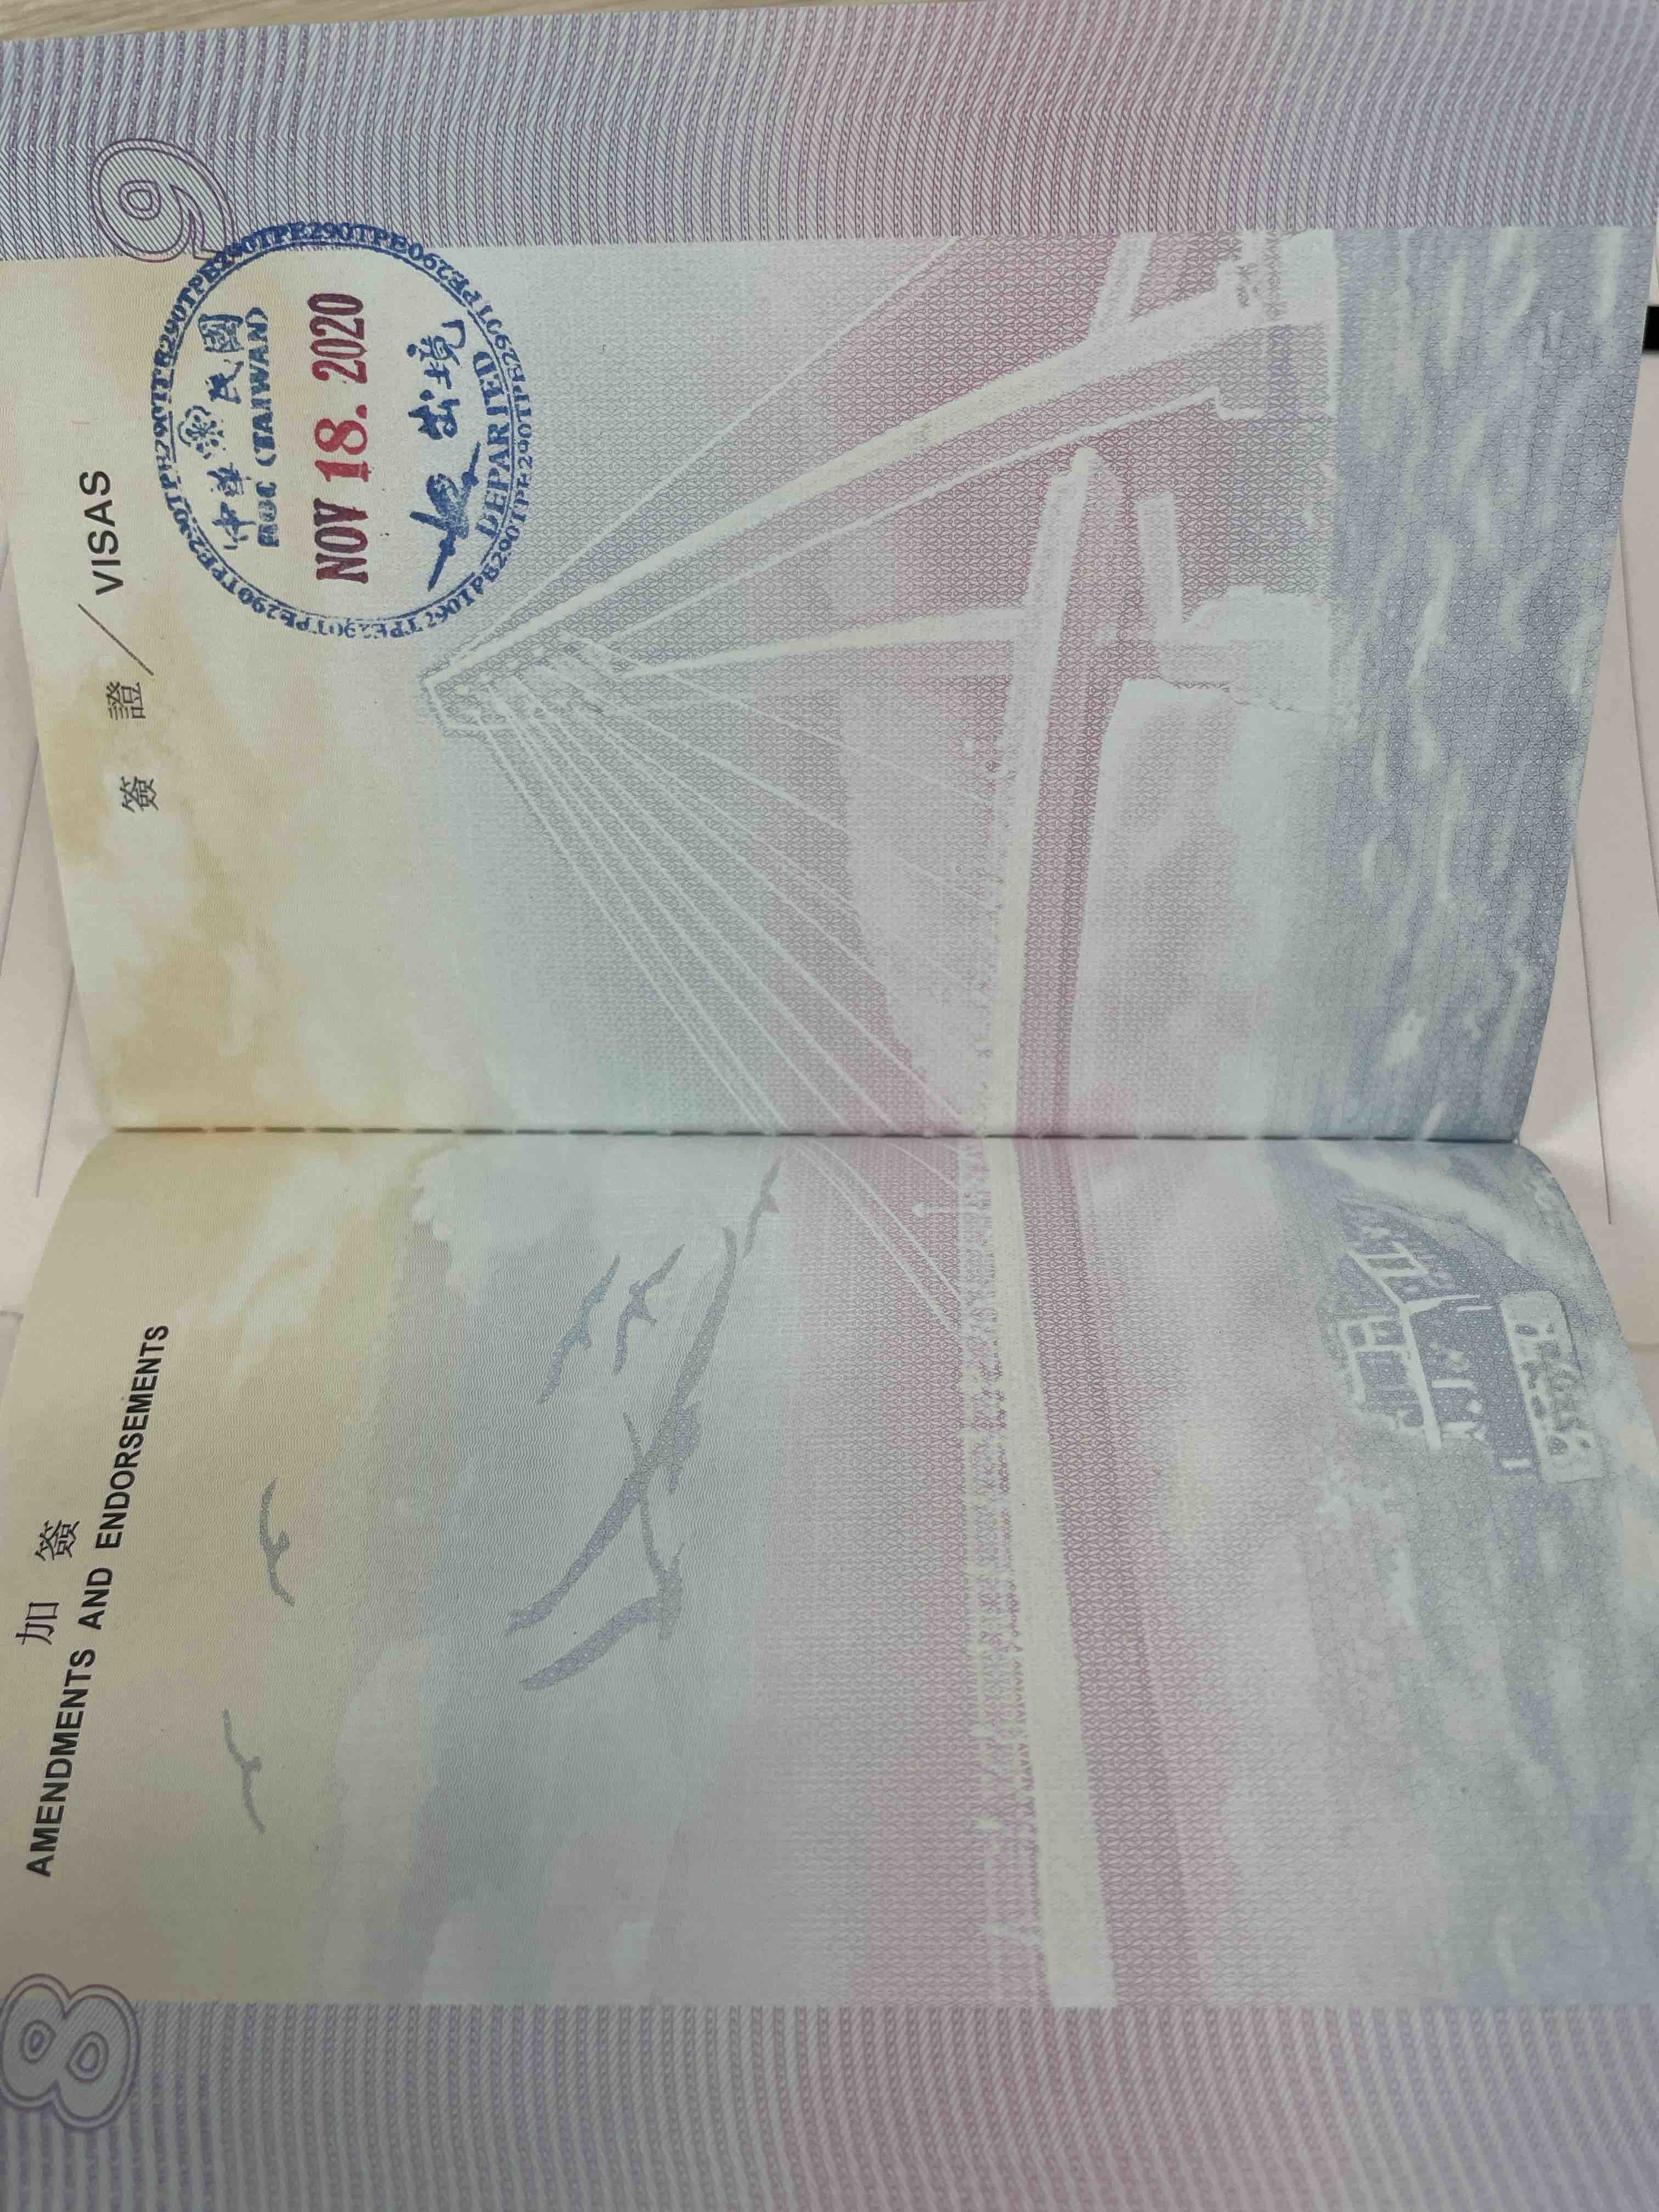 8
加 簽
AMENDMENTS AND ENDORSEMENTS
9
簽 證 / VISAS
中華民國
ROC (TAIWAN)
NOV 18. 2020
出境
DEPARTED